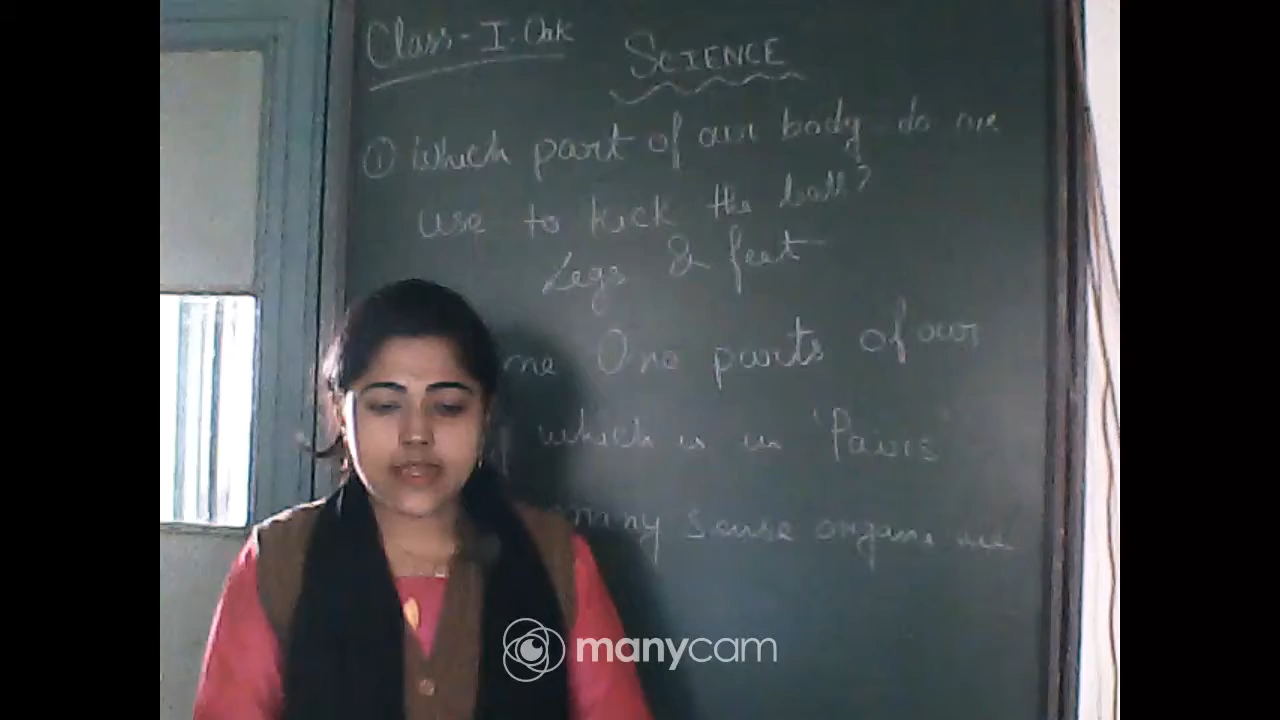 Class - I. Oak
SCIENCE
① Which part of our body do we
use to kick the ball?
Legs & feet
me One parts of our
y which is in 'Pairs'
many sense organs we
manycam